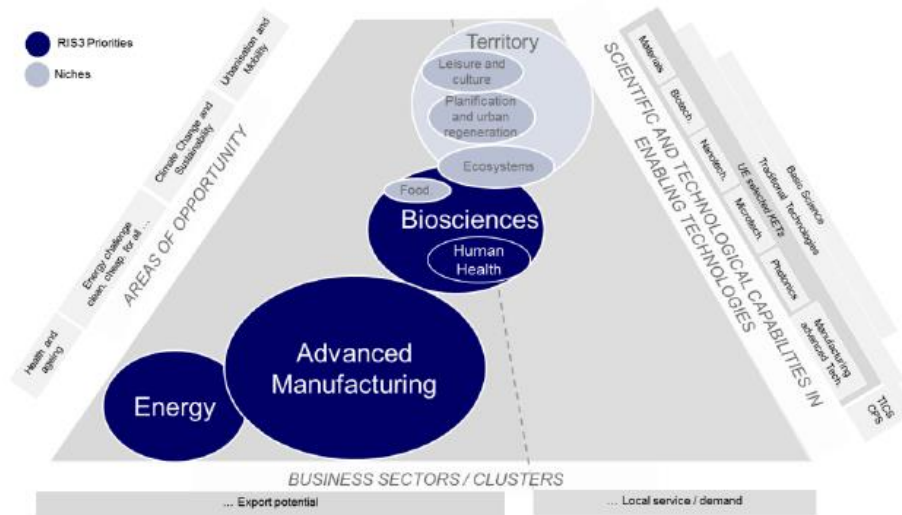 RIS3 Priorities
Niches
Urbanisation and
Mobility
Climate Change and
Sustainability
Energy challenge
clean, cheap, for all ...
Health and
ageing
AREAS OF OPPORTUNITY
Territory
Leisure and
culture
Planification
and urban
regeneration
Ecosystems
Food
Biosciences
Human
Health
Advanced
Manufacturing
Energy
SCIENTIFIC AND TECHNOLOGICAL CAPABILITIES IN
ENABLING TECHNOLOGIES
Materials
Biotech.
Nanotech.
Microtech.
Photonics
Manufacturing
advanced Tech.
UE selected KETs
Traditional Technologies
Basic Science
TICS
CPS
BUSINESS SECTORS / CLUSTERS
... Export potential
... Local service / demand